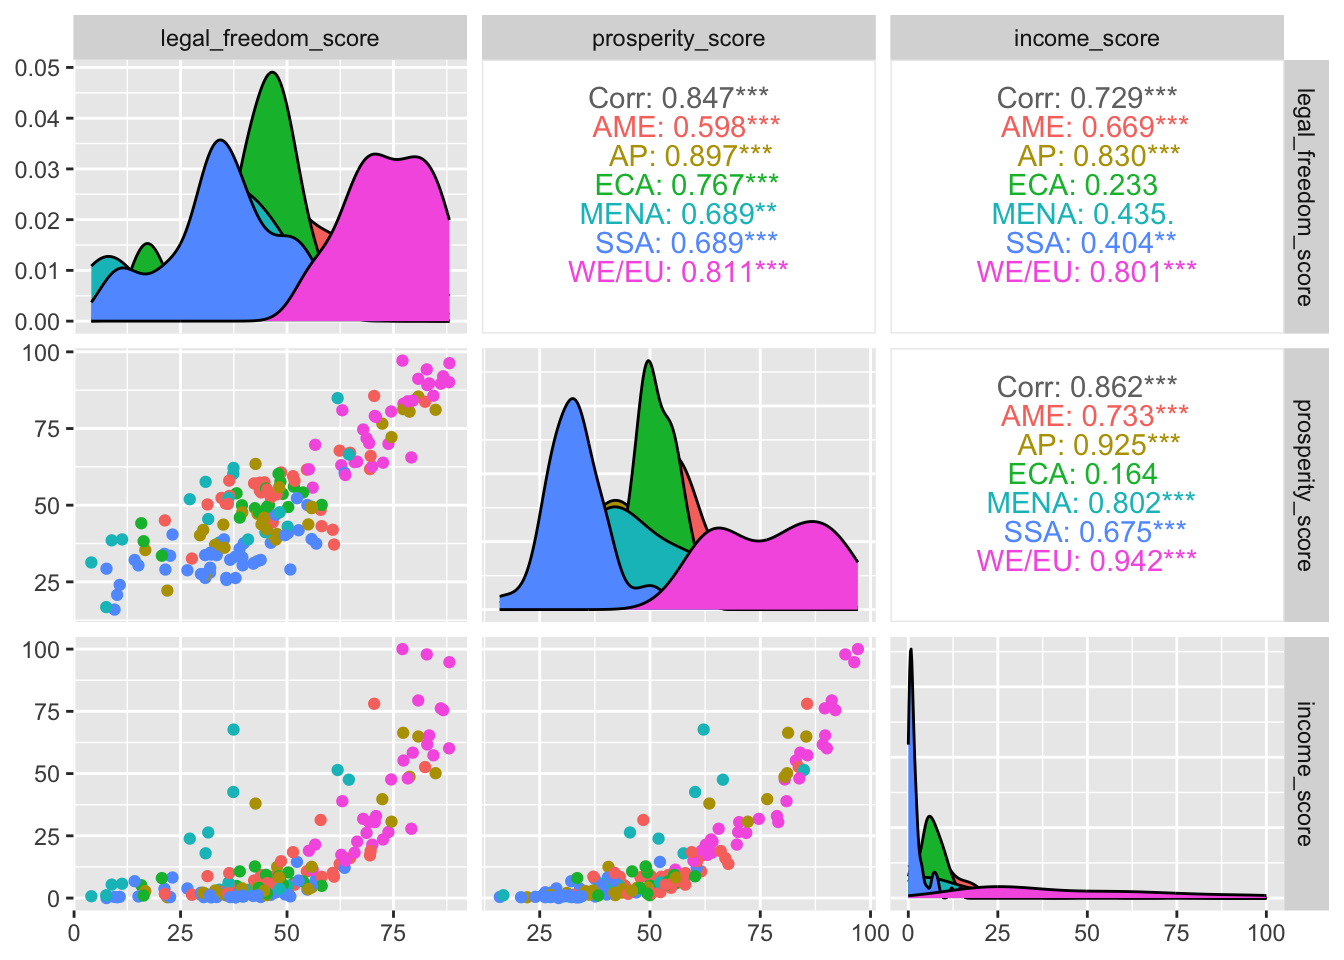 legal_freedom_score
prosperity_score
income_score
0.05
0.04
0.03
0.02
0.01
0.00
Corr: 0.847***
AME: 0.598***
AP: 0.897***
ECA: 0.767***
MENA: 0.689**
SSA: 0.689***
WE/EU: 0.811***
Corr: 0.729***
AME: 0.669***
AP: 0.830***
ECA: 0.233
MENA: 0.435.
SSA: 0.404**
WE/EU: 0.801***
legal_freedom_score
100
75
50
25
Corr: 0.862***
AME: 0.733***
AP: 0.925***
ECA: 0.164
MENA: 0.802***
SSA: 0.675***
WE/EU: 0.942***
prosperity_score
100
75
50
25
0
income_score
0 25 50 75
25 50 75 100
0 25 50 75 100